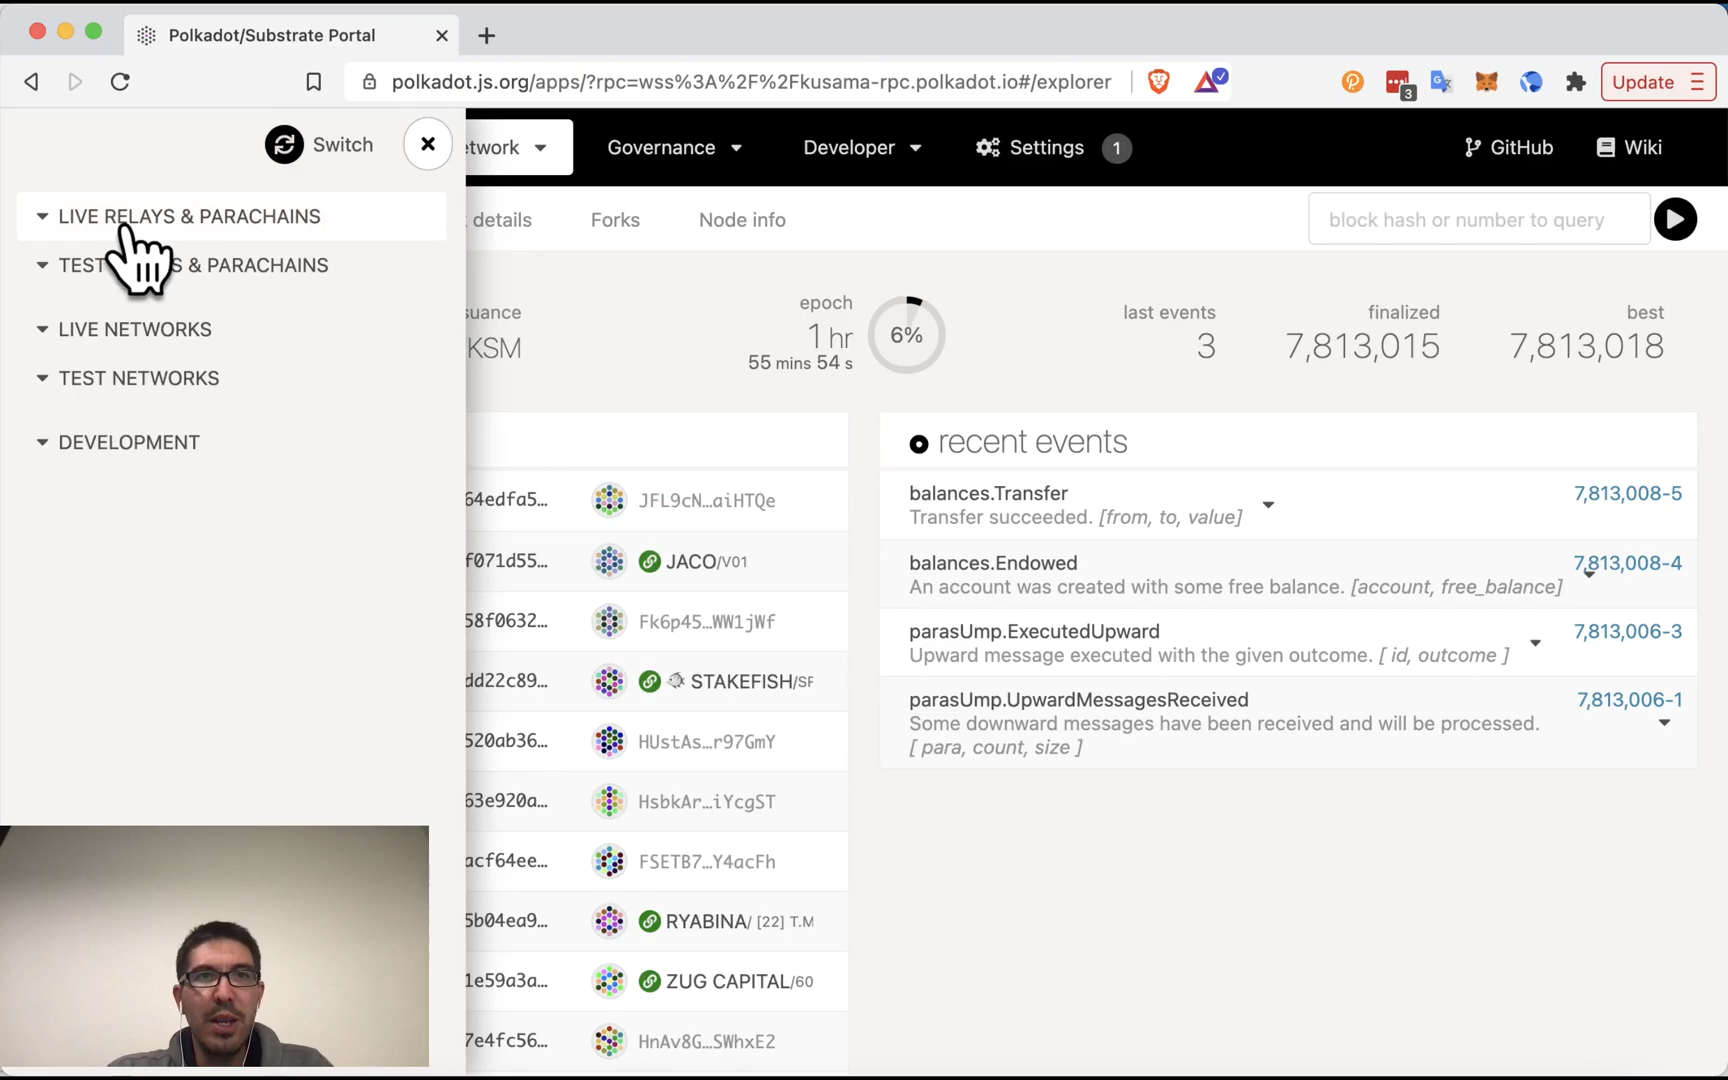 Polkadot/Substrate Portal
polkadot.js.org/apps/?rpc=wss%3A%2F%2Fkusama-rpc.polkadot.io#/explorer
3
Update
Switch
etwork
Governance
Developer
Settings
1
GitHub
Wiki
LIVE RELAYS & PARACHAINS
TEST S & PARACHAINS
LIVE NETWORKS
TEST NETWORKS
DEVELOPMENT
details
Forks
Node info
block hash or number to query
suance
KSM
epoch
1 hr
55 mins 54 s
6%
last events
3
finalized
7,813,015
best
7,813,018
64edfa5... JFL9cN...aiHTQe
f071d55... JACO/V01
58f0632... Fk6p45...WW1jWf
dd22c89... STAKEFISH/SF
520ab36... HUstAs...r97GmY
63e920a... HsbkAr...iYcgST
acf64ee... FSETB7...Y4acFh
5b04ea9... RYABINA/ [22] T.M
1e59a3a... ZUG CAPITAL/60
7e4fc56... HnAv8G...SWhxE2
recent events
balances.Transfer
7,813,008-5
Transfer succeeded. [from, to, value]
balances.Endowed
7,813,008-4
An account was created with some free balance. [account, free_balance]
parasUmp.ExecutedUpward
7,813,006-3
Upward message executed with the given outcome. [ id, outcome ]
parasUmp.UpwardMessagesReceived
7,813,006-1
Some downward messages have been received and will be processed.
[ para, count, size ]